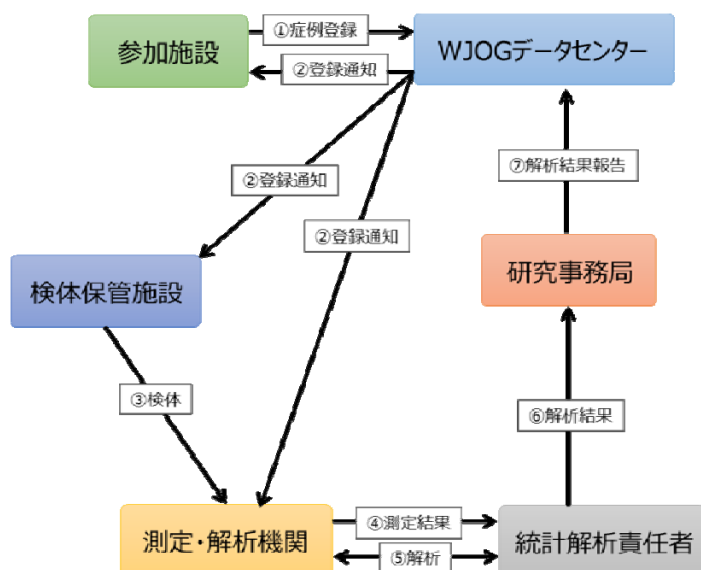 参加施設
①症例登録
WJOGデータセンター
②登録通知
②登録通知
②登録通知
⑦解析結果報告
検体保管施設
研究事務局
③検体
⑥解析結果
測定・解析機関
④測定結果
⑤解析
統計解析責任者